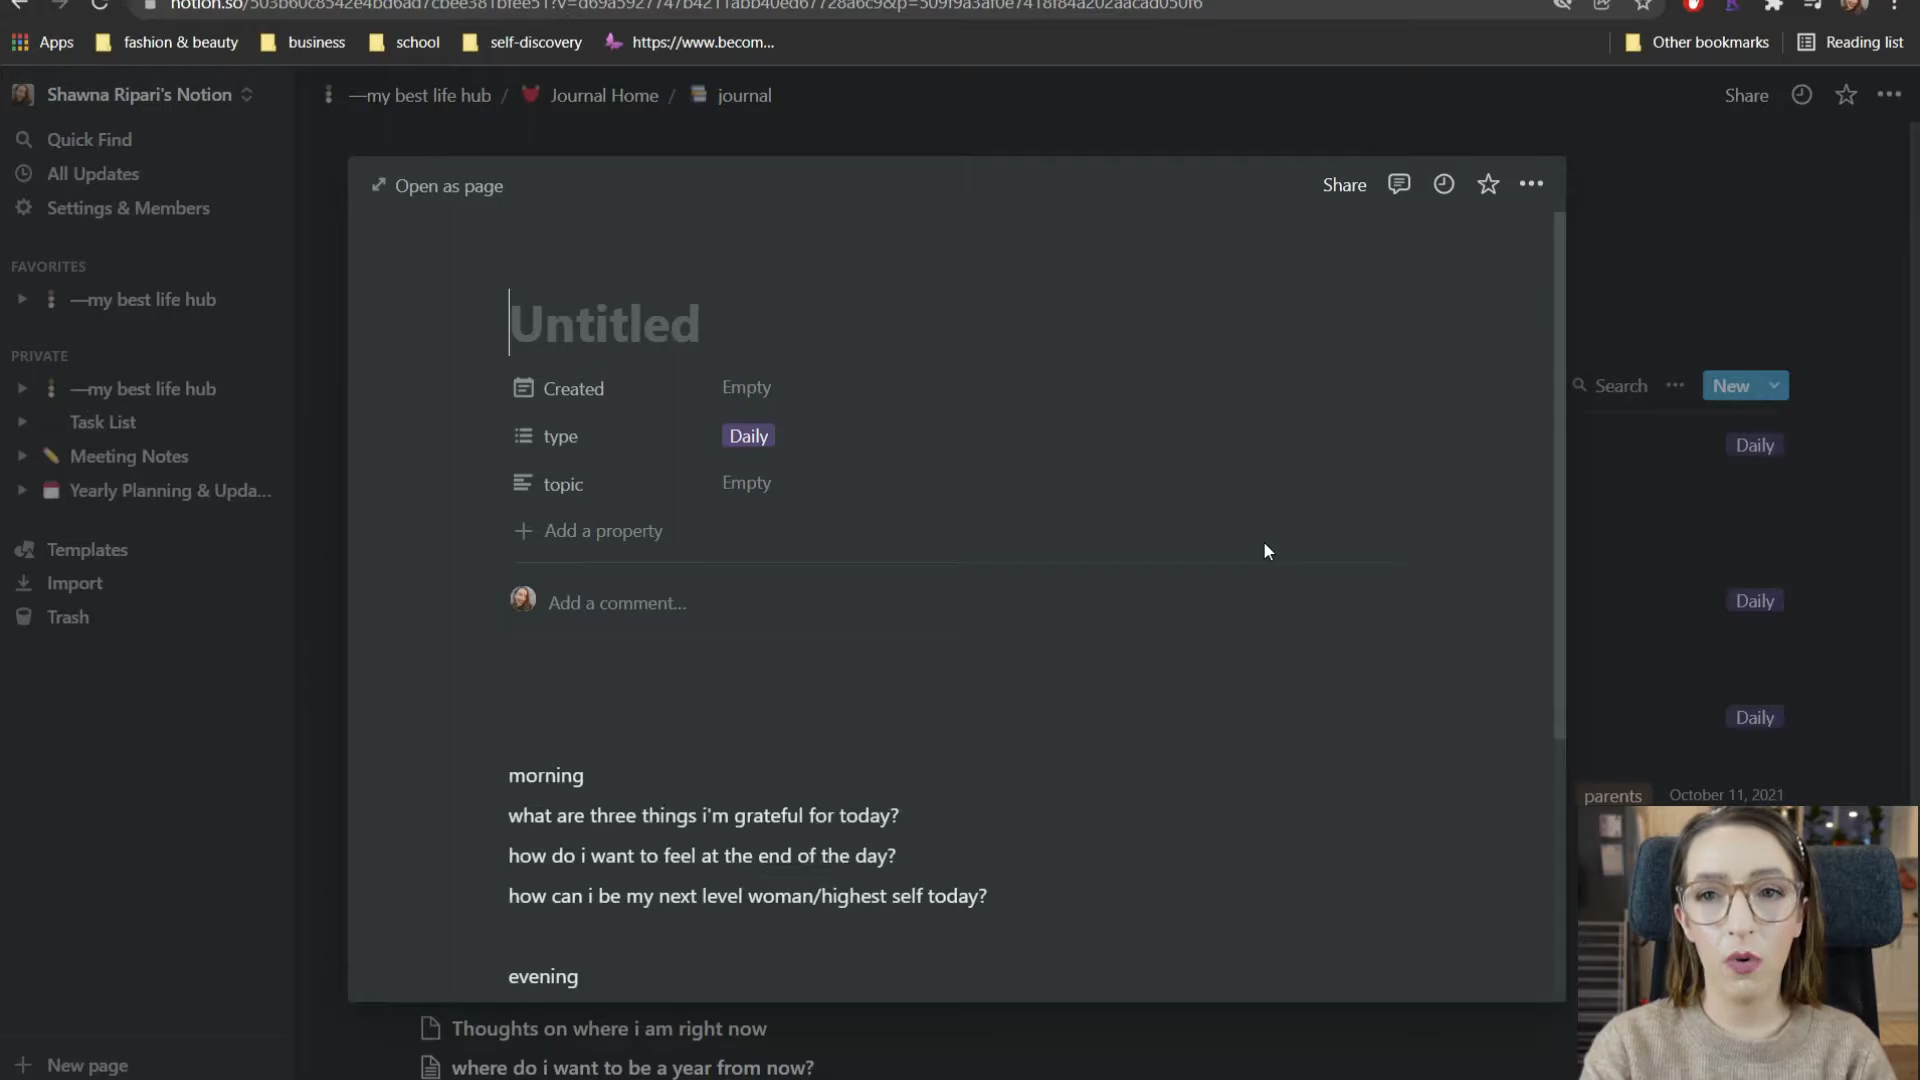 notion.so/503b60c8542e4bd6ad7cbee381bfee51?v=d69a5927747b4211abb40ed67728a6c9&p=509f9a3af0e7418f84a202aacad050f6
Apps
fashion & beauty
business
school
self-discovery
https://www.becom...
Other bookmarks
Reading list
Shawna Ripari's Notion
—my best life hub / Journal Home / journal
Share
Quick Find
All Updates
Settings & Members
FAVORITES
—my best life hub
PRIVATE
—my best life hub
Task List
Meeting Notes
Yearly Planning & Upda...
Templates
Import
Trash
New page
Open as page
Share
Untitled
Created Empty
type Daily
topic Empty
Add a property
Add a comment...
morning
what are three things i'm grateful for today?
how do i want to feel at the end of the day?
how can i be my next level woman/highest self today?
evening
Search
New
Daily
Daily
Daily
parents October 11, 2021
Thoughts on where i am right now
where do i want to be a year from now?